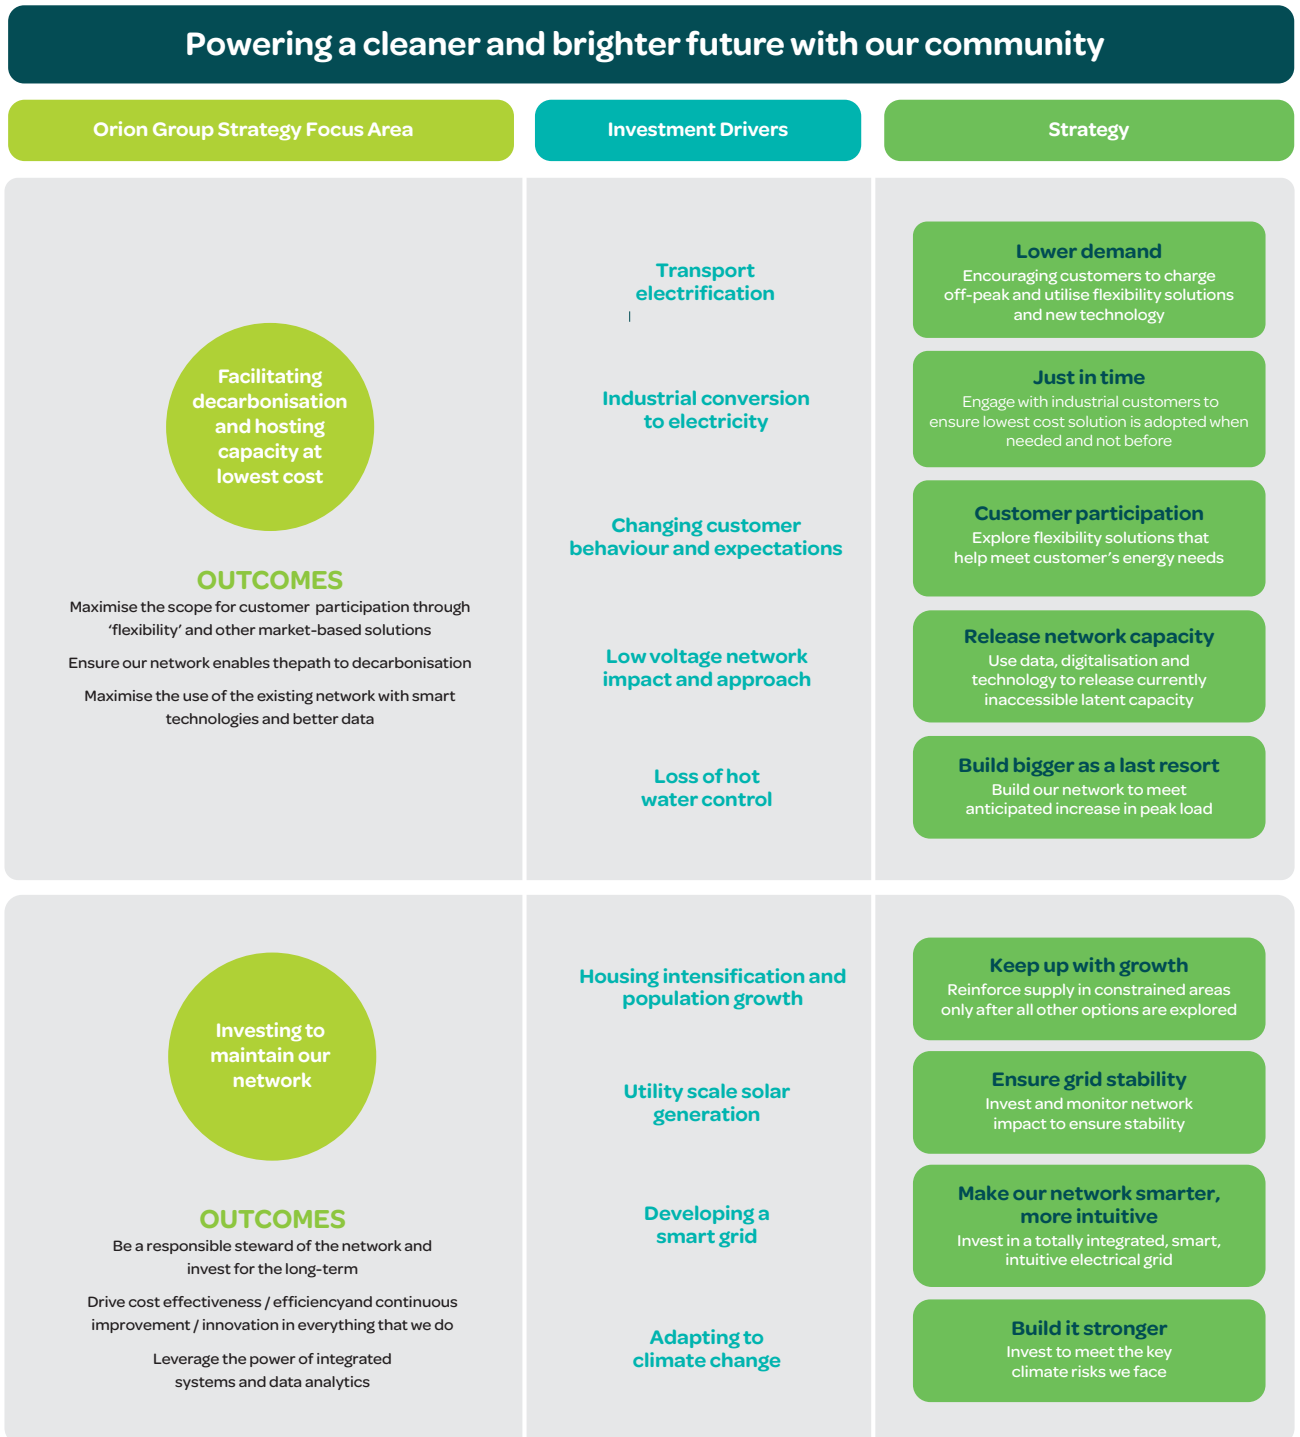 Powering a cleaner and brighter future with our community
Orion Group Strategy Focus Area
Investment Drivers
Strategy
Facilitating
decarbonisation
and hosting
capacity at
lowest cost
OUTCOMES
Maximise the scope for customer participation through
‘flexibility’ and other market-based solutions
Ensure our network enables thepath to decarbonisation
Maximise the use of the existing network with smart
technologies and better data
Transport
electrification
Industrial conversion
to electricity
Changing customer
behaviour and expectations
Low voltage network
impact and approach
Loss of hot
water control
Lower demand
Encouraging customers to charge
off-peak and utilise flexibility solutions
and new technology
Just in time
Engage with industrial customers to
ensure lowest cost solution is adopted when
needed and not before
Customer participation
Explore flexibility solutions that
help meet customer’s energy needs
Release network capacity
Use data, digitalisation and
technology to release currently
inaccessible latent capacity
Build bigger as a last resort
Build our network to meet
anticipated increase in peak load
Investing to
maintain our
network
OUTCOMES
Be a responsible steward of the network and
invest for the long-term
Drive cost effectiveness / efficiencyand continuous
improvement / innovation in everything that we do
Leverage the power of integrated
systems and data analytics
Housing intensification and
population growth
Utility scale solar
generation
Developing a
smart grid
Adapting to
climate change
Keep up with growth
Reinforce supply in constrained areas
only after all other options are explored
Ensure grid stability
Invest and monitor network
impact to ensure stability
Make our network smarter,
more intuitive
Invest in a totally integrated, smart,
intuitive electrical grid
Build it stronger
Invest to meet the key
climate risks we face